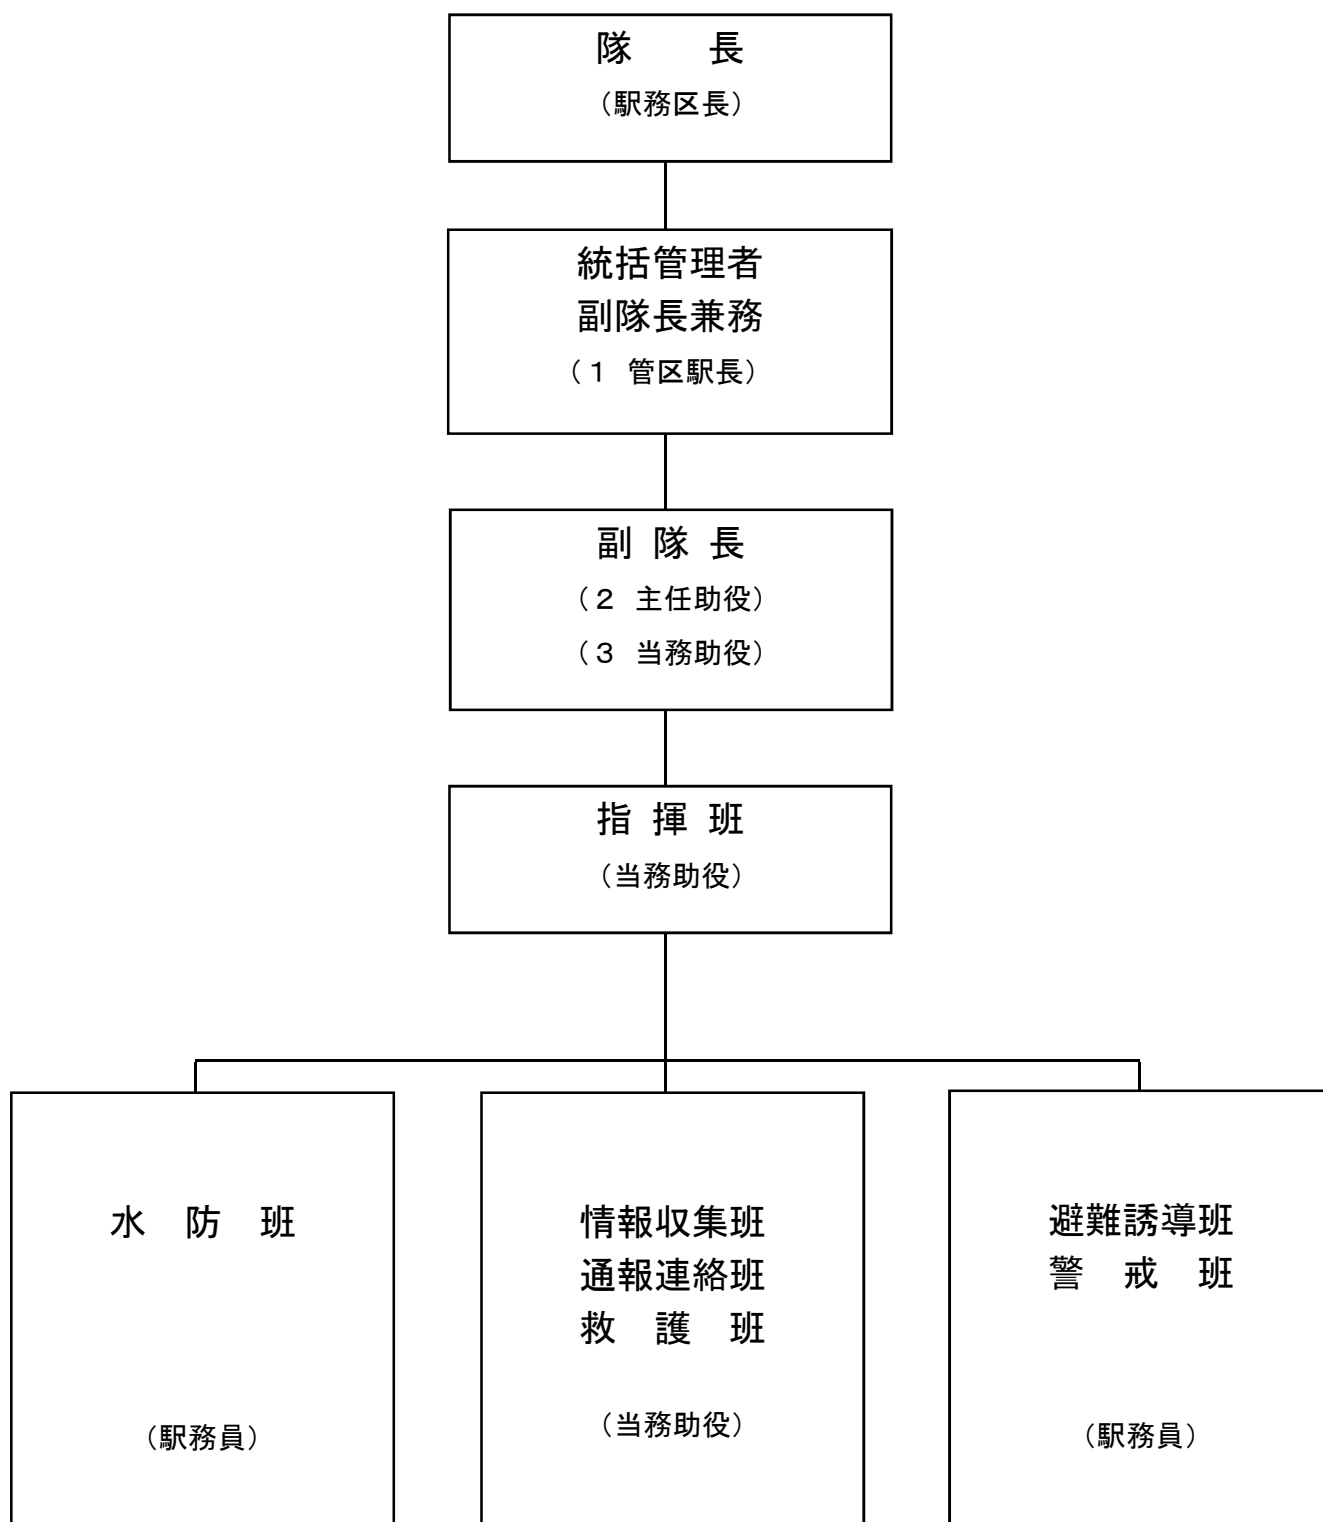 隊　　長
（駅務区長）
統括管理者
副隊長兼務
（１　管区駅長）
副 隊 長
（２　主任助役）
（３　当務助役）
指 揮 班
（当務助役）
水　防　班
（駅務員）
情報収集班
通報連絡班
救　護　班
（当務助役）
避難誘導班
警　戒　班
（駅務員）